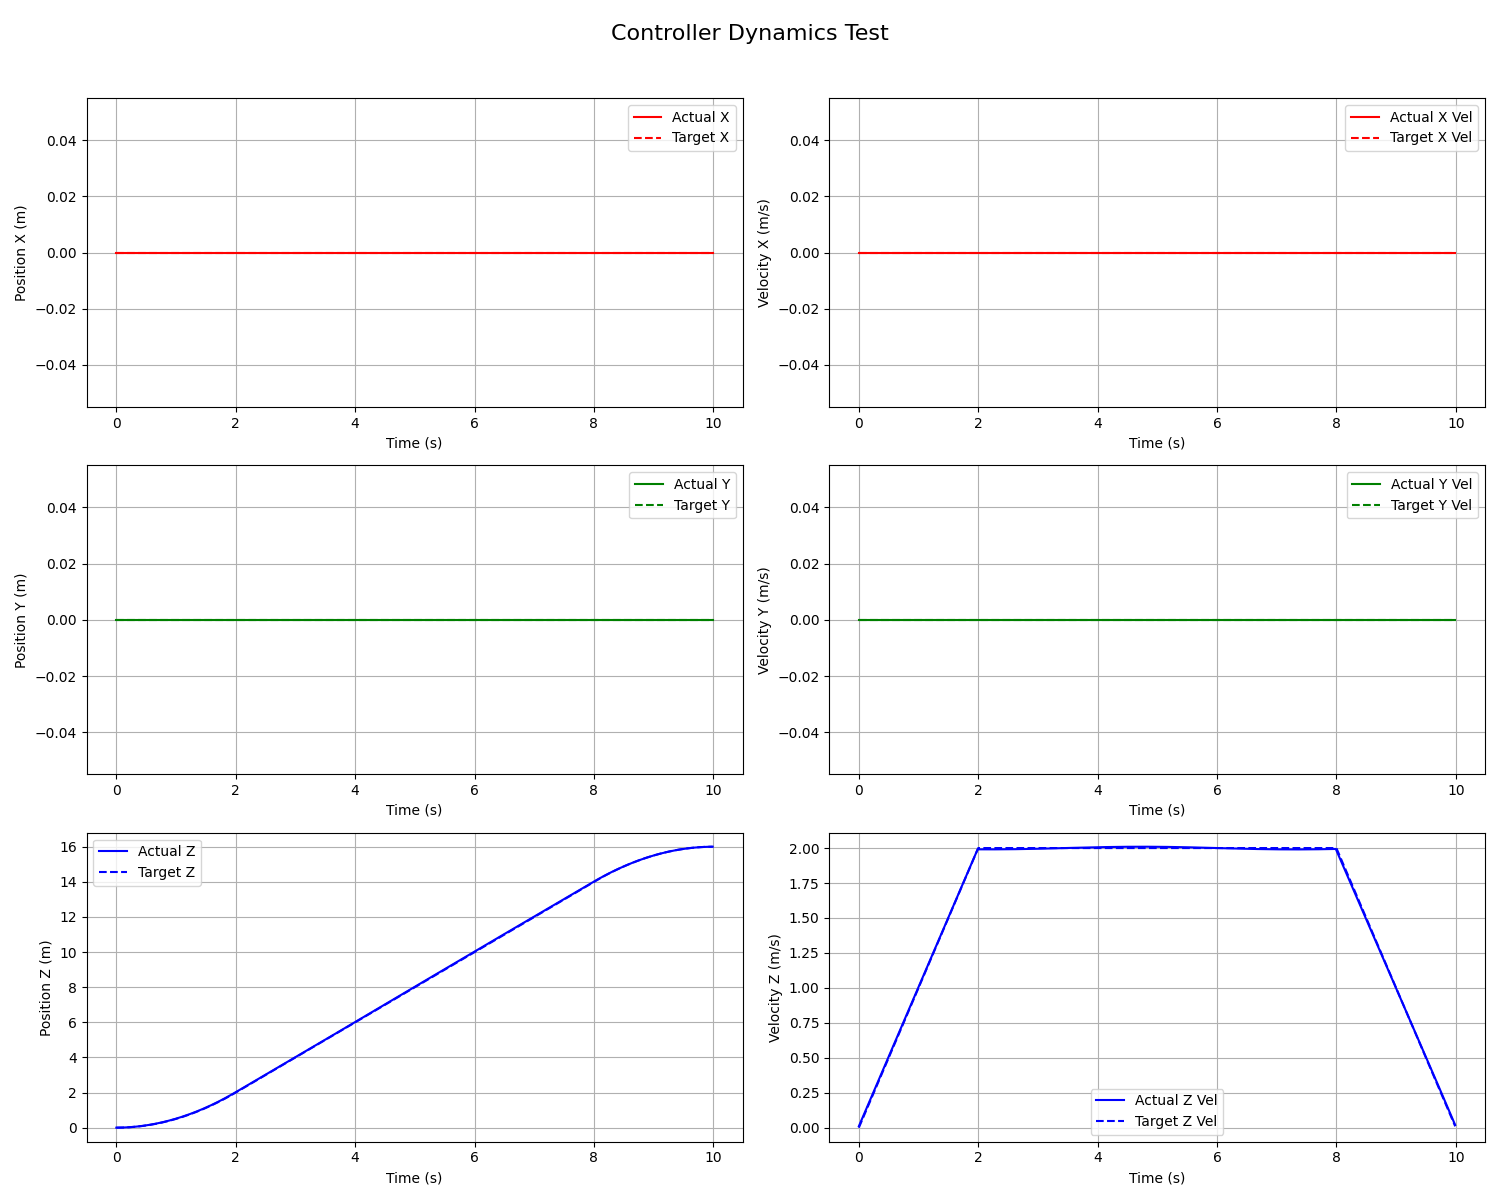 Controller Dynamics Test
Actual X
Target X
0.04
0.02
0.00
−0.02
−0.04
Position X (m)
0 2 4 6 8 10
Time (s)
Actual X Vel
Target X Vel
0.04
0.02
0.00
−0.02
−0.04
Velocity X (m/s)
0 2 4 6 8 10
Time (s)
Actual Y
Target Y
0.04
0.02
0.00
−0.02
−0.04
Position Y (m)
0 2 4 6 8 10
Time (s)
Actual Y Vel
Target Y Vel
0.04
0.02
0.00
−0.02
−0.04
Velocity Y (m/s)
0 2 4 6 8 10
Time (s)
Actual Z
Target Z
16
14
12
10
8
6
4
2
0
Position Z (m)
0 2 4 6 8 10
Time (s)
2.00
1.75
1.50
1.25
1.00
0.75
0.50
0.25
0.00
Velocity Z (m/s)
Actual Z Vel
Target Z Vel
0 2 4 6 8 10
Time (s)